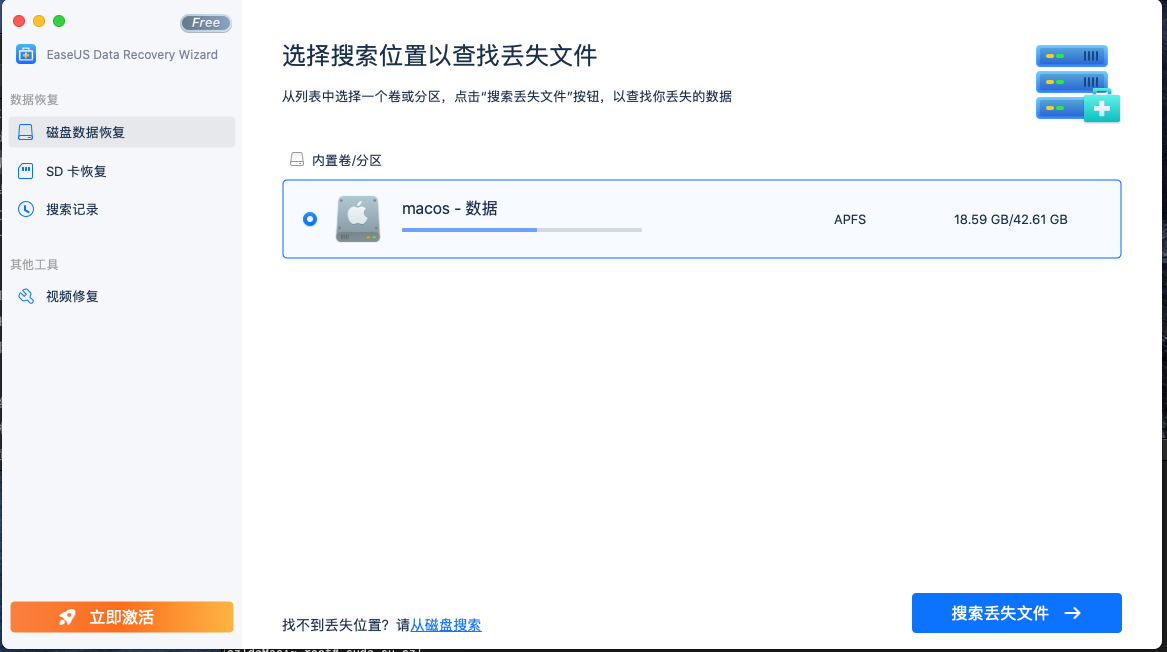 Free
EaseUS Data Recovery Wizard
数据恢复
磁盘数据恢复
SD 卡恢复
搜索记录
其他工具
视频修复
立即激活
选择搜索位置以查找丢失文件
从列表中选择一个卷或分区，点击“搜索丢失文件”按钮，以查找你丢失的数据
内置卷/分区
macos - 数据
APFS
18.59 GB/42.61 GB
找不到丢失位置？请从磁盘搜索
搜索丢失文件 →